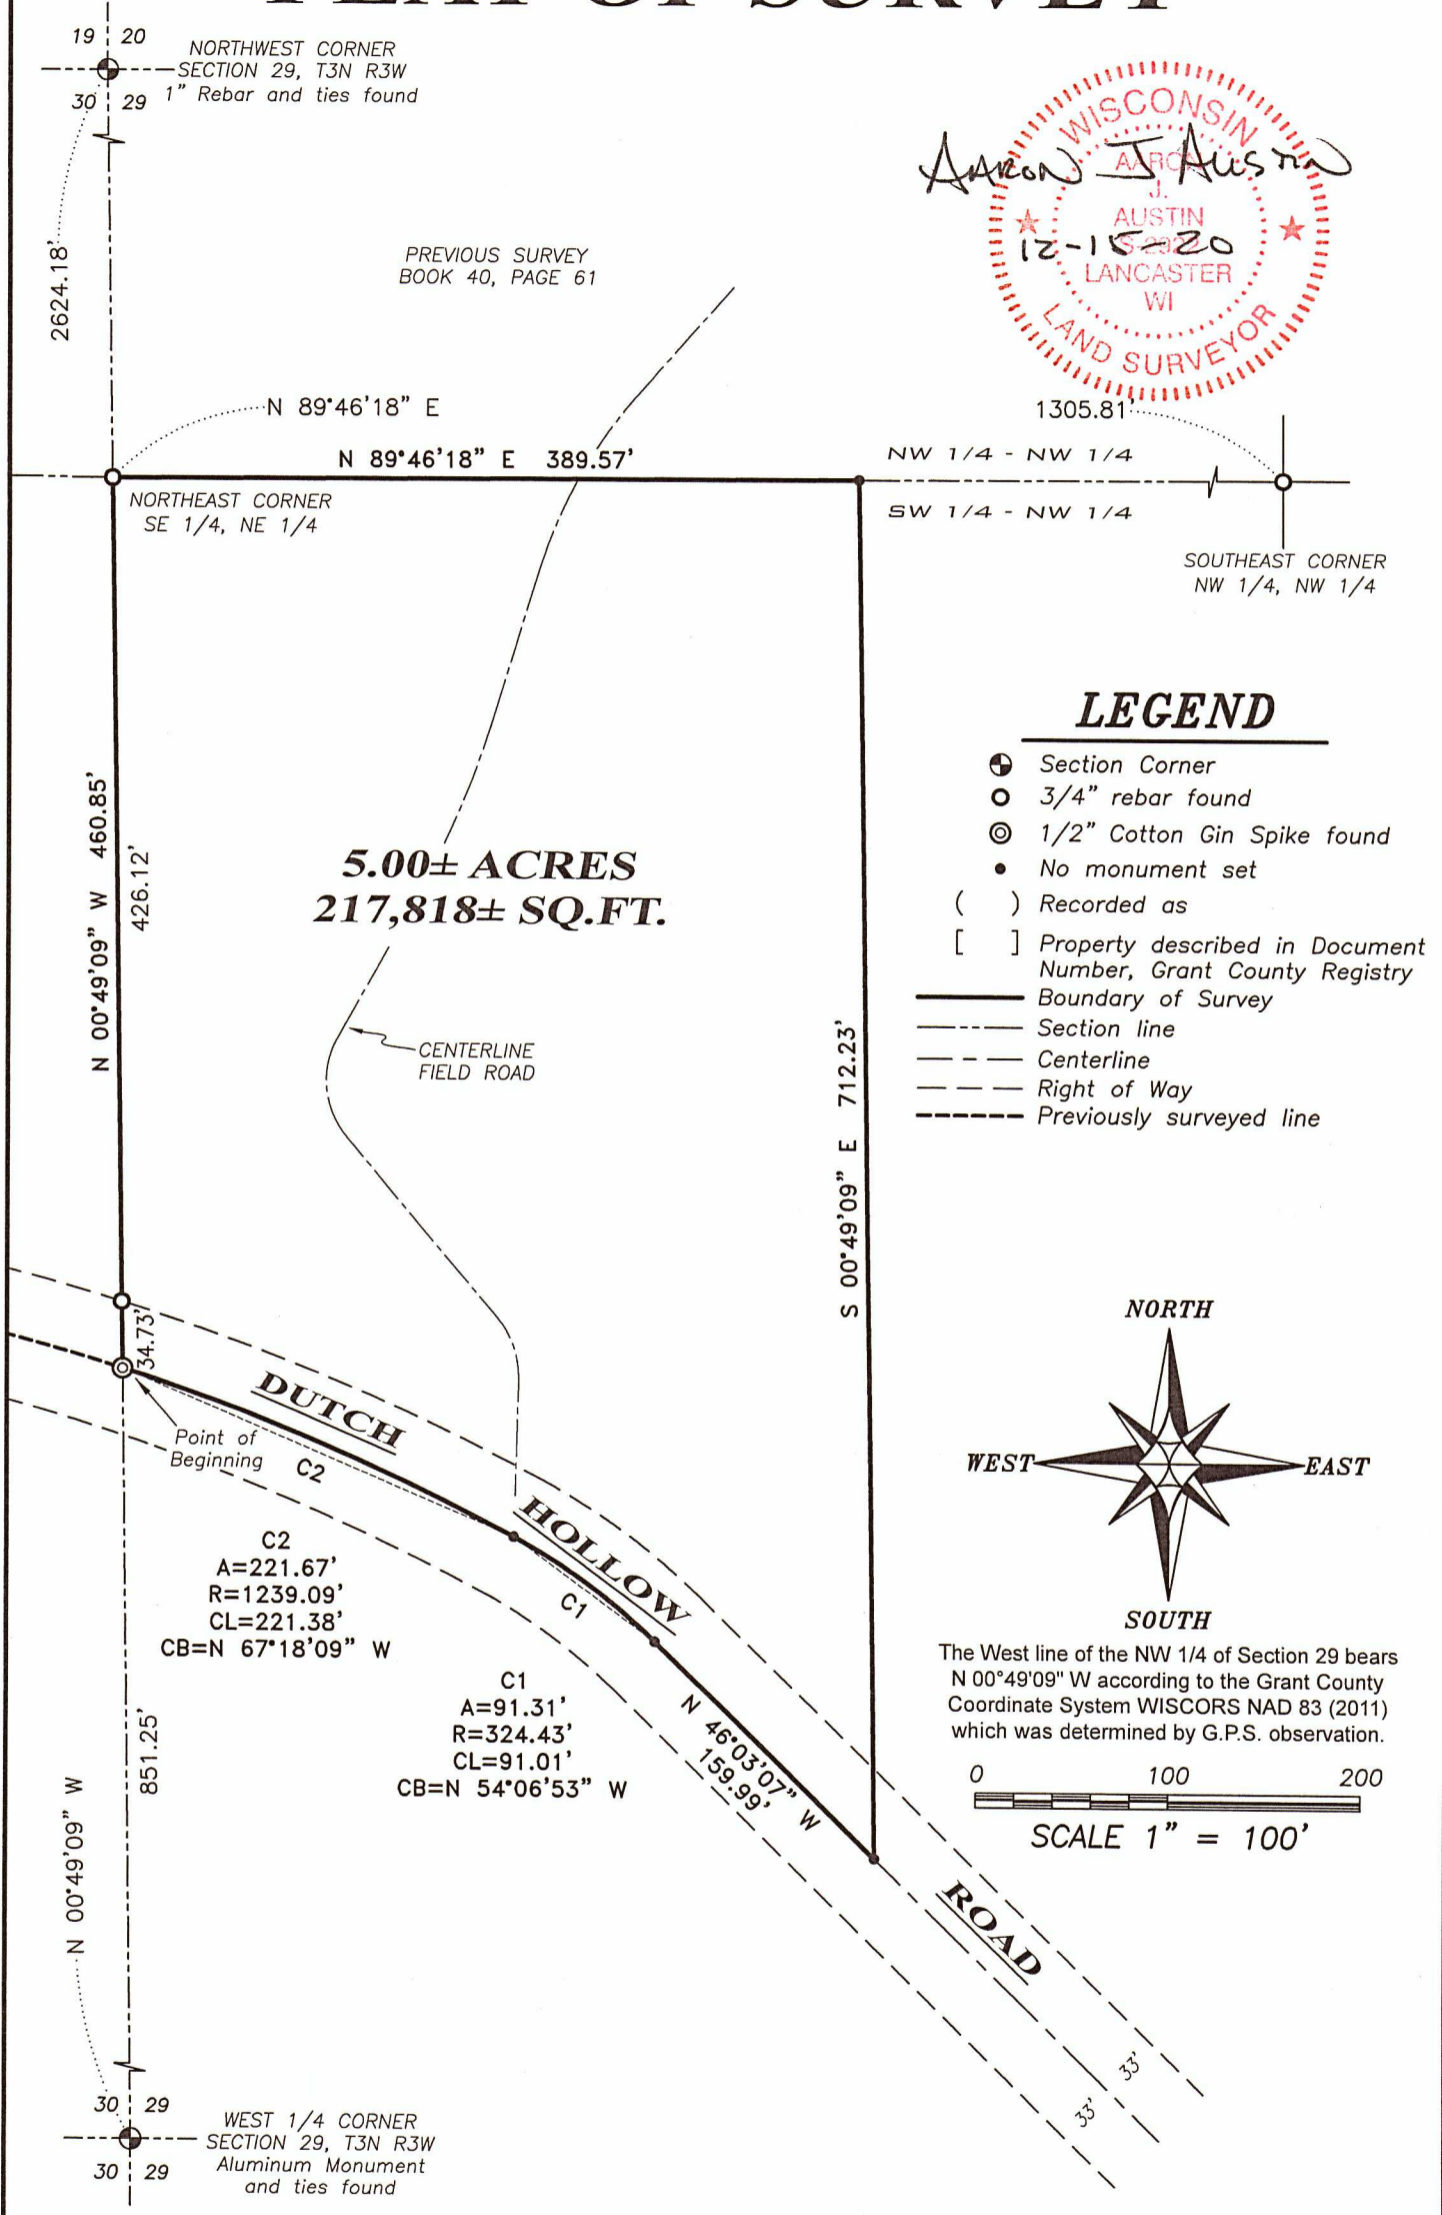 PLAT OF SURVEY
19 20
NORTHWEST CORNER
SECTION 29, T3N R3W
1" Rebar and ties found
30 29
2624.18'
PREVIOUS SURVEY
BOOK 40, PAGE 61
WISCONSIN
AARON
J.
AUSTIN
LANCASTER
WI
LAND SURVEYOR
AARON J AUSTIN
12-15-20
N 89°46'18" E
1305.81'
N 89°46'18" E 389.57'
NW 1/4 - NW 1/4
SW 1/4 - NW 1/4
NORTHEAST CORNER
SE 1/4, NE 1/4
SOUTHEAST CORNER
NW 1/4, NW 1/4
LEGEND
Section Corner
3/4" rebar found
1/2" Cotton Gin Spike found
No monument set
( ) Recorded as
[ ] Property described in Document
Number, Grant County Registry
Boundary of Survey
Section line
Centerline
Right of Way
Previously surveyed line
N 00°49'09" W 460.85'
426.12'
5.00± ACRES
217,818± SQ.FT.
CENTERLINE
FIELD ROAD
S 00°49'09" E 712.23'
34.73'
Point of
Beginning
DUTCH
HOLLOW
ROAD
C2
C1
C2
A=221.67'
R=1239.09'
CL=221.38'
CB=N 67°18'09" W
C1
A=91.31'
R=324.43'
CL=91.01'
CB=N 54°06'53" W
N 46°03'07" W
159.99'
NORTH
WEST
EAST
SOUTH
The West line of the NW 1/4 of Section 29 bears
N 00°49'09" W according to the Grant County
Coordinate System WISCORS NAD 83 (2011)
which was determined by G.P.S. observation.
0 100 200
SCALE 1" = 100'
851.25'
N 00°49'09" W
33'
33'
30 29
WEST 1/4 CORNER
SECTION 29, T3N R3W
Aluminum Monument
and ties found
30 29